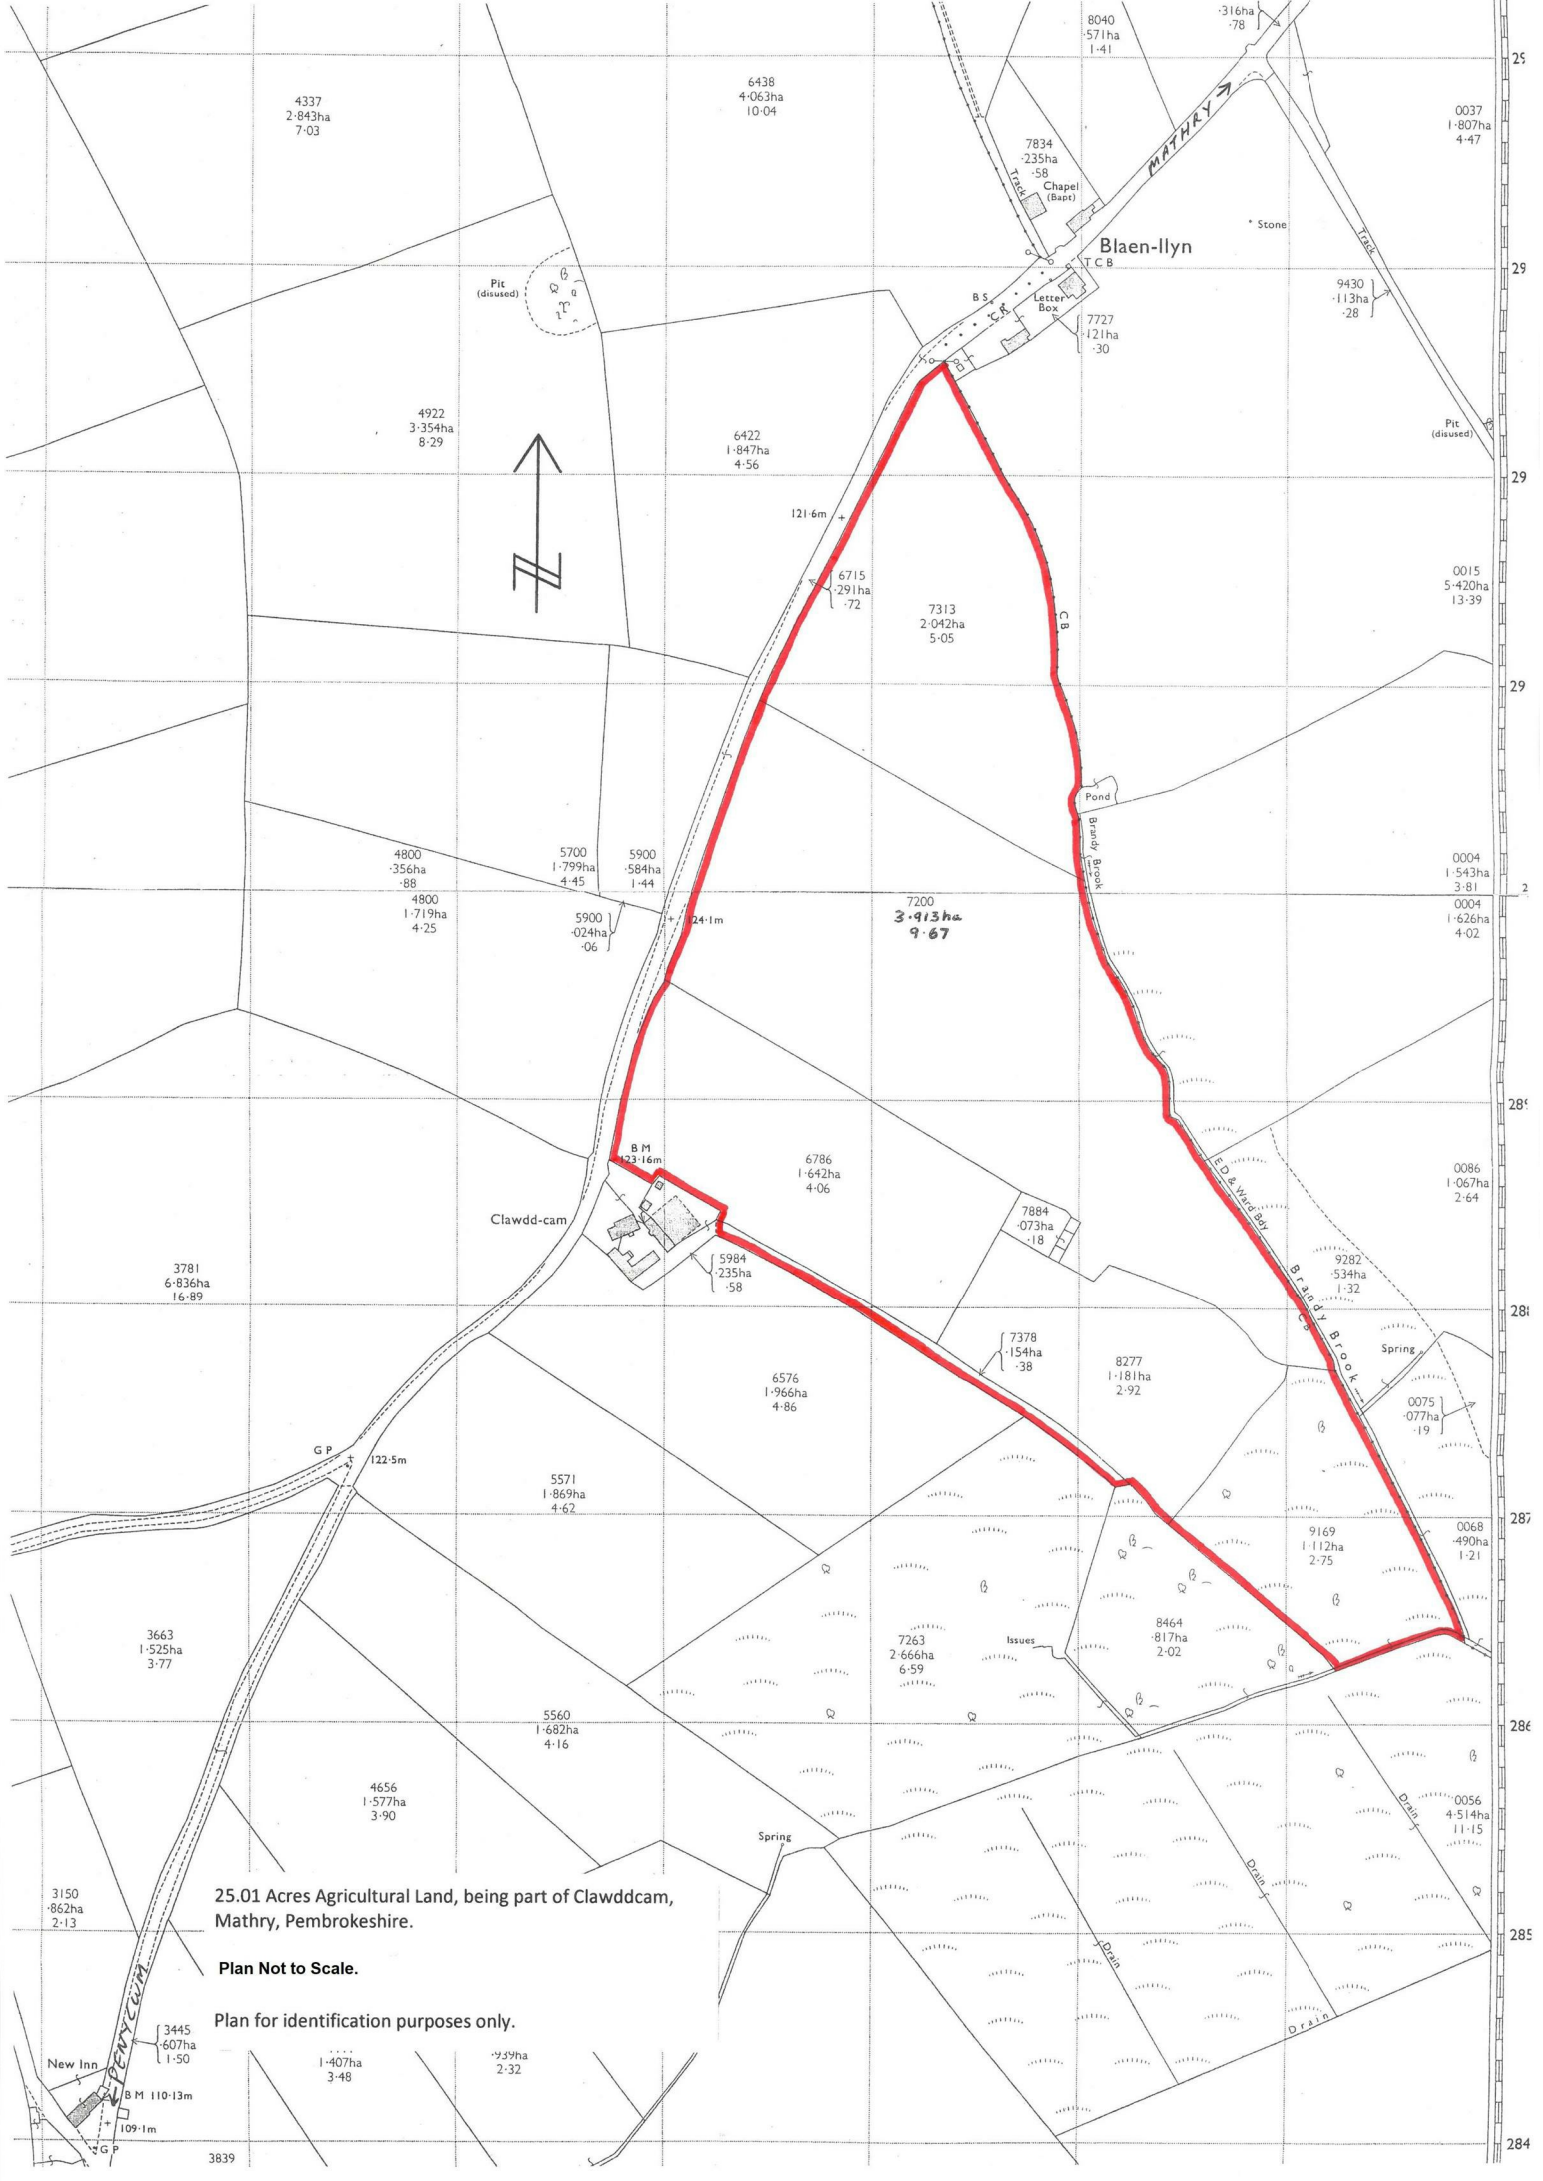 8040
·571ha
1·41
·316ha
·78
29
4337
2·843ha
7·03
6438
4·063ha
10·04
0037
1·807ha
4·47
MATHRY
7834
·235ha
·58
Track
Chapel
(Bapt)
Stone
Blaen-llyn
T C B
Track
29
Pit
(disused)
B S
C R
Letter
Box
7727
·121ha
·30
9430
·113ha
·28
4922
3·354ha
8·29
6422
1·847ha
4·56
Pit
(disused)
29
121·6m
N
6715
·291ha
·72
7313
2·042ha
5·05
C B
0015
5·420ha
13·39
29
Pond
Brandy Brook
4800
·356ha
·88
4800
1·719ha
4·25
5700
1·799ha
4·45
5900
·584ha
1·44
5900
·024ha
·06
124·1m
7200
3·913ha
9·67
0004
1·543ha
3·81
0004
1·626ha
4·02
2
289
B M
123·16m
6786
1·642ha
4·06
E D & Ward Bdy
0086
1·067ha
2·64
Clawdd-cam
7884
·073ha
·18
5984
·235ha
·58
3781
6·836ha
16·89
9282
·534ha
1·32
Brandy Brook
C B
288
7378
·154ha
·38
Spring
8277
1·181ha
2·92
6576
1·966ha
4·86
0075
·077ha
·19
G P
122·5m
5571
1·869ha
4·62
287
9169
1·112ha
2·75
0068
·490ha
1·21
3663
1·525ha
3·77
7263
2·666ha
6·59
Issues
8464
·817ha
2·02
5560
1·682ha
4·16
286
4656
1·577ha
3·90
Drain
0056
4·514ha
11·15
Spring
Drain
3150
·862ha
2·13
25.01 Acres Agricultural Land, being part of Clawddcam,
Mathry, Pembrokeshire.
285
Drain
Plan Not to Scale.
PENYCWM
Plan for identification purposes only.
Drain
3445
·607ha
1·50
1·407ha
3·48
·939ha
2·32
New Inn
B M 110·13m
109·1m
G P
3839
284